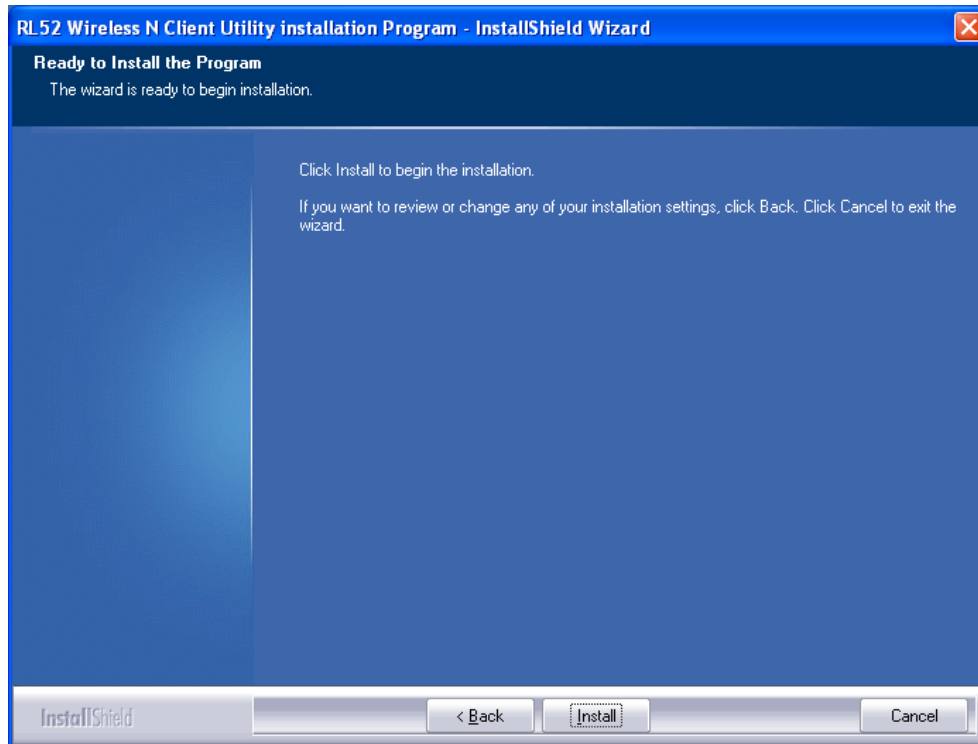 RL52 Wireless N Client Utility installation Program - InstallShield Wizard
Ready to Install the Program
The wizard is ready to begin installation.
Click Install to begin the installation.
If you want to review or change any of your installation settings, click Back. Click Cancel to exit the
wizard.
InstallShield
< Back
Install
Cancel